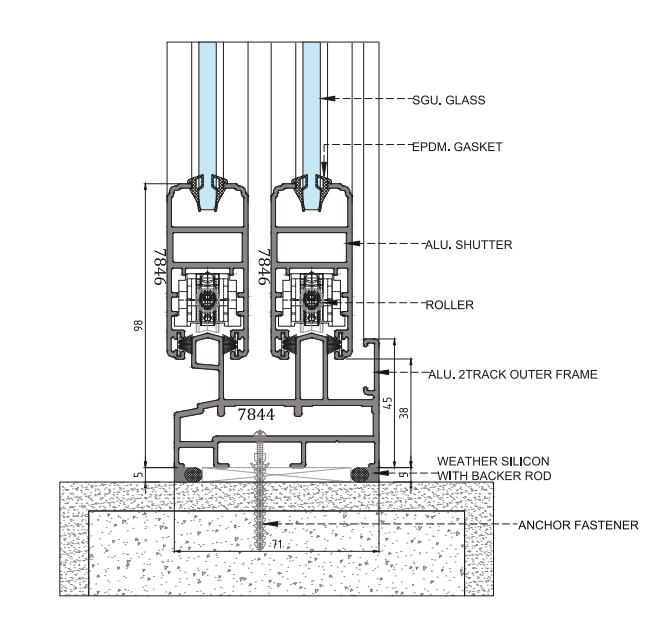 SGU. GLASS
EPDM. GASKET
ALU. SHUTTER
7846
7846
ROLLER
98
ALU. 2TRACK OUTER FRAME
45
38
7844
WEATHER SILICON
WITH BACKER ROD
5
5
ANCHOR FASTENER
71